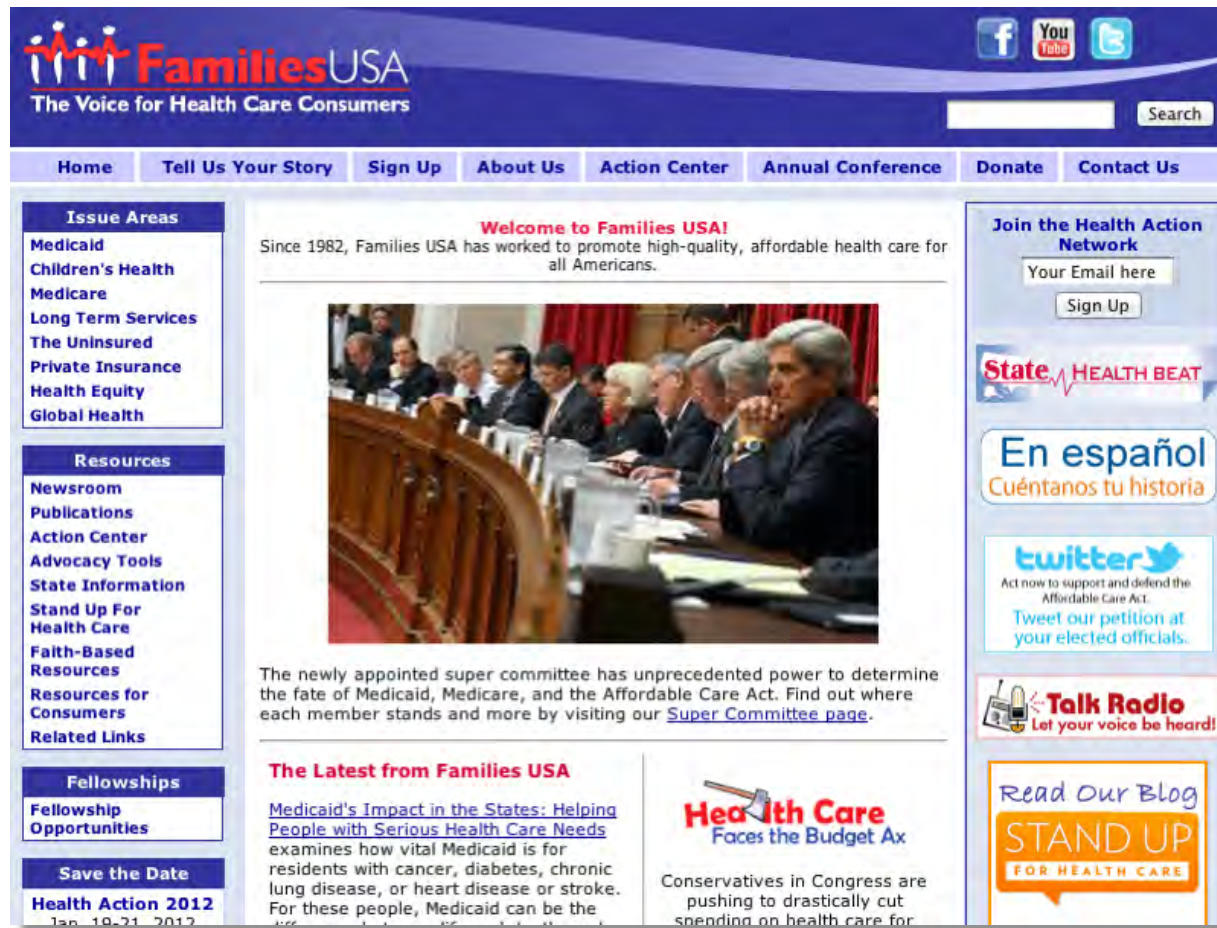 FamiliesUSA
The Voice for Health Care Consumers
f
You
Tube
t
Search
Home Tell Us Your Story Sign Up About Us Action Center Annual Conference Donate Contact Us
Issue Areas
Medicaid
Children's Health
Medicare
Long Term Services
The Uninsured
Private Insurance
Health Equity
Global Health
Resources
Newsroom
Publications
Action Center
Advocacy Tools
State Information
Stand Up For
Health Care
Faith-Based
Resources
Resources for
Consumers
Related Links
Fellowships
Fellowship
Opportunities
Save the Date
Health Action 2012
Jan. 19-21, 2012
Welcome to Families USA!
Since 1982, Families USA has worked to promote high-quality, affordable health care for
all Americans.
The newly appointed super committee has unprecedented power to determine
the fate of Medicaid, Medicare, and the Affordable Care Act. Find out where
each member stands and more by visiting our Super Committee page.
The Latest from Families USA
Medicaid's Impact in the States: Helping
People with Serious Health Care Needs
examines how vital Medicaid is for
residents with cancer, diabetes, chronic
lung disease, or heart disease or stroke.
For these people, Medicaid can be the
Health Care
Faces the Budget Ax
Conservatives in Congress are
pushing to drastically cut
spending on health care for
Join the Health Action
Network
Your Email here
Sign Up
State HEALTH BEAT
En español
Cuéntanos tu historia
twitter
Act now to support and defend the
Affordable Care Act.
Tweet our petition at
your elected officials.
Talk Radio
Let your voice be heard!
Read Our Blog
STAND UP
FOR HEALTH CARE